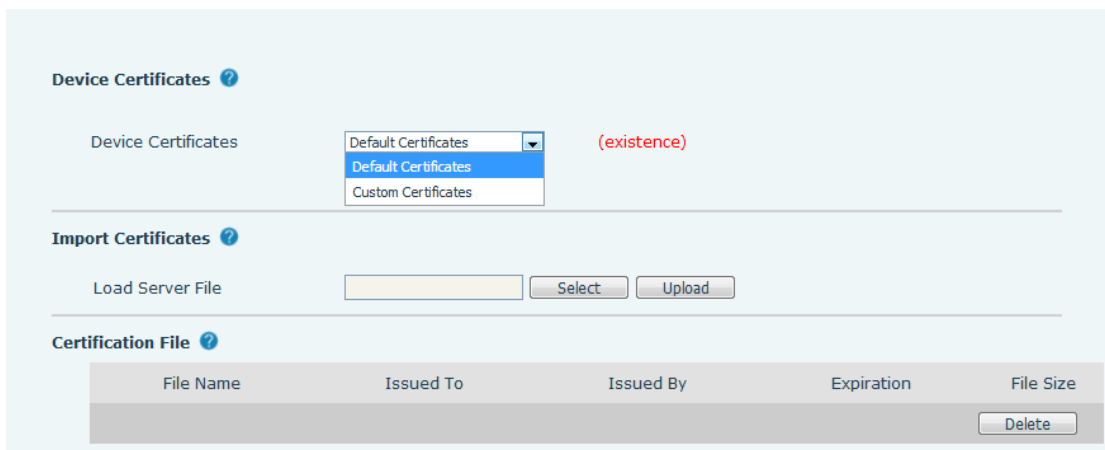 Device Certificates ?
Device Certificates Default Certificates (existence)
Default Certificates
Custom Certificates
Import Certificates ?
Load Server File Select Upload
Certification File ?
File Name Issued To Issued By Expiration File Size
Delete